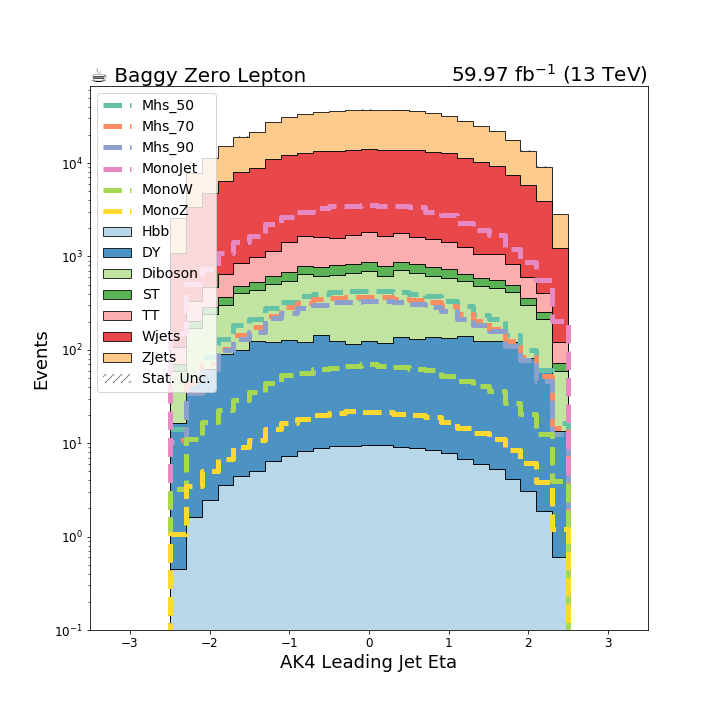 ☕ Baggy Zero Lepton
59.97 fb⁻¹ (13 TeV)
Mhs_50
Mhs_70
Mhs_90
MonoJet
MonoW
MonoZ
Hbb
DY
Diboson
ST
TT
Wjets
ZJets
Stat. Unc.
Events
10⁴
10³
10²
10¹
10⁰
10⁻¹
−3 −2 −1 0 1 2 3
AK4 Leading Jet Eta